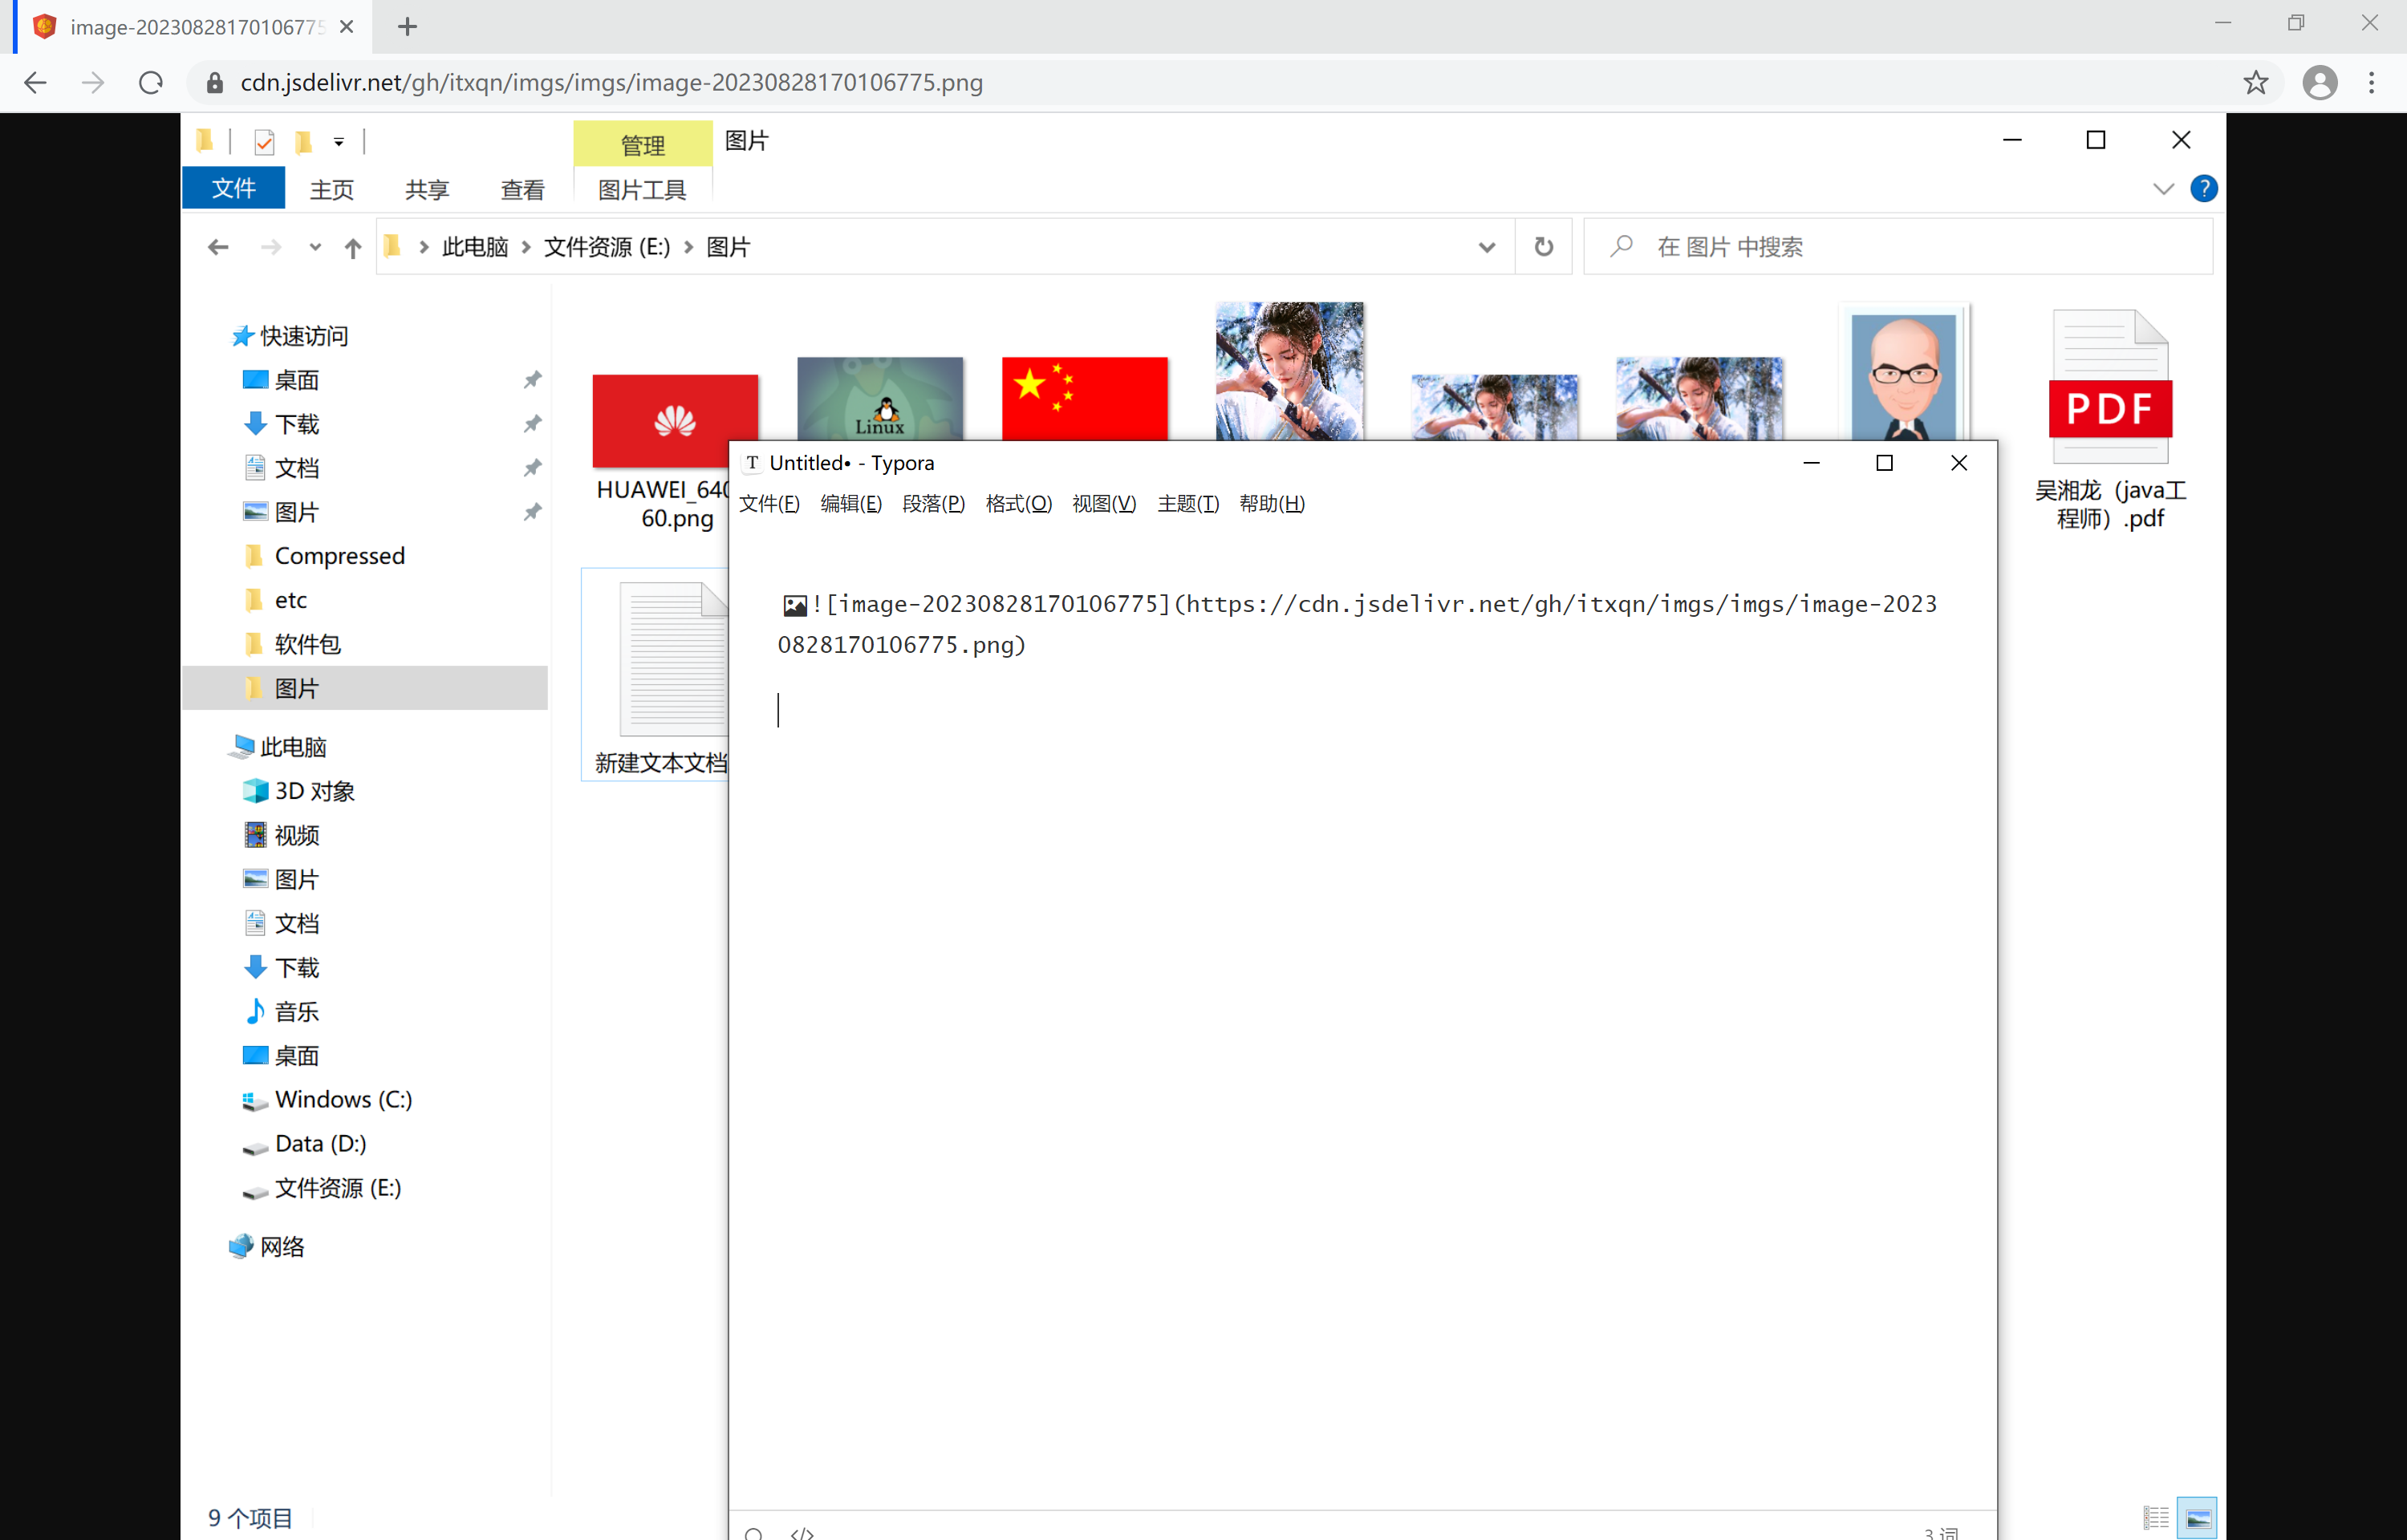 image-20230828170106775
cdn.jsdelivr.net/gh/itxqn/imgs/imgs/image-20230828170106775.png
管理
图片
文件
主页
共享
查看
图片工具
此电脑
文件资源 (E:)
图片
在 图片 中搜索
快速访问
桌面
下载
文档
图片
Compressed
etc
软件包
图片
此电脑
3D 对象
视频
图片
文档
下载
音乐
桌面
Windows (C:)
Data (D:)
文件资源 (E:)
网络
9 个项目
Linux
PDF
HUAWEI_640
60.png
吴湘龙（java工
程师）.pdf
新建文本文档
T Untitled• - Typora
文件(F) 编辑(E) 段落(P) 格式(O) 视图(V) 主题(T) 帮助(H)
![image-20230828170106775](https://cdn.jsdelivr.net/gh/itxqn/imgs/imgs/image-2023
0828170106775.png)